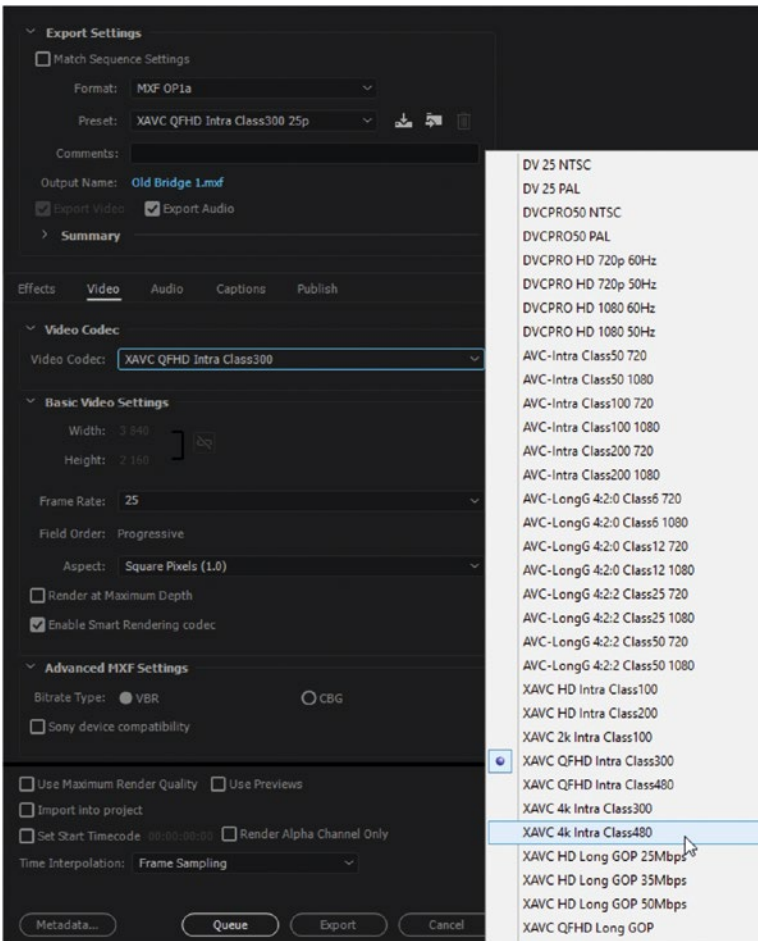 Export Settings
Match Sequence Settings
Format: MXF OP1a
Preset: XAVC QFHD Intra Class300 25p
Comments:
Output Name: Old Bridge 1.mxf
Export Video Export Audio
Summary
Effects Video Audio Captions Publish
Video Codec
Video Codec: XAVC QFHD Intra Class300
Basic Video Settings
Width: 3 840
Height: 2 160
Frame Rate: 25
Field Order: Progressive
Aspect: Square Pixels (1.0)
Render at Maximum Depth
Enable Smart Rendering codec
Advanced MXF Settings
Bitrate Type: VBR CBG
Sony device compatibility
Use Maximum Render Quality Use Previews
Import into project
Set Start Timecode 00:00:00:00 Render Alpha Channel Only
Time Interpolation: Frame Sampling
Metadata... Queue Export Cancel
DV 25 NTSC
DV 25 PAL
DVCPRO50 NTSC
DVCPRO50 PAL
DVCPRO HD 720p 60Hz
DVCPRO HD 720p 50Hz
DVCPRO HD 1080 60Hz
DVCPRO HD 1080 50Hz
AVC-Intra Class50 720
AVC-Intra Class50 1080
AVC-Intra Class100 720
AVC-Intra Class100 1080
AVC-Intra Class200 720
AVC-Intra Class200 1080
AVC-LongG 4:2:0 Class6 720
AVC-LongG 4:2:0 Class6 1080
AVC-LongG 4:2:0 Class12 720
AVC-LongG 4:2:0 Class12 1080
AVC-LongG 4:2:2 Class25 720
AVC-LongG 4:2:2 Class25 1080
AVC-LongG 4:2:2 Class50 720
AVC-LongG 4:2:2 Class50 1080
XAVC HD Intra Class100
XAVC HD Intra Class200
XAVC 2k Intra Class100
XAVC QFHD Intra Class300
XAVC QFHD Intra Class480
XAVC 4k Intra Class300
XAVC 4k Intra Class480
XAVC HD Long GOP 25Mbps
XAVC HD Long GOP 35Mbps
XAVC HD Long GOP 50Mbps
XAVC QFHD Long GOP